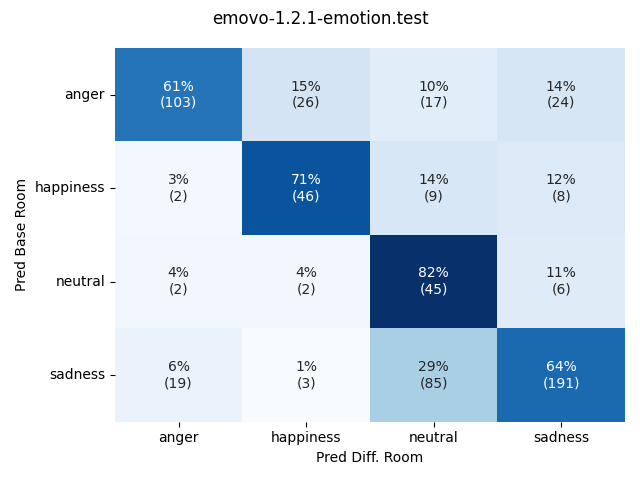 emovo-1.2.1-emotion.test
anger
61%
(103)
15%
(26)
10%
(17)
14%
(24)
happiness
3%
(2)
71%
(46)
14%
(9)
12%
(8)
neutral
4%
(2)
4%
(2)
82%
(45)
11%
(6)
sadness
6%
(19)
1%
(3)
29%
(85)
64%
(191)
Pred Base Room
anger
happiness
neutral
sadness
Pred Diff. Room